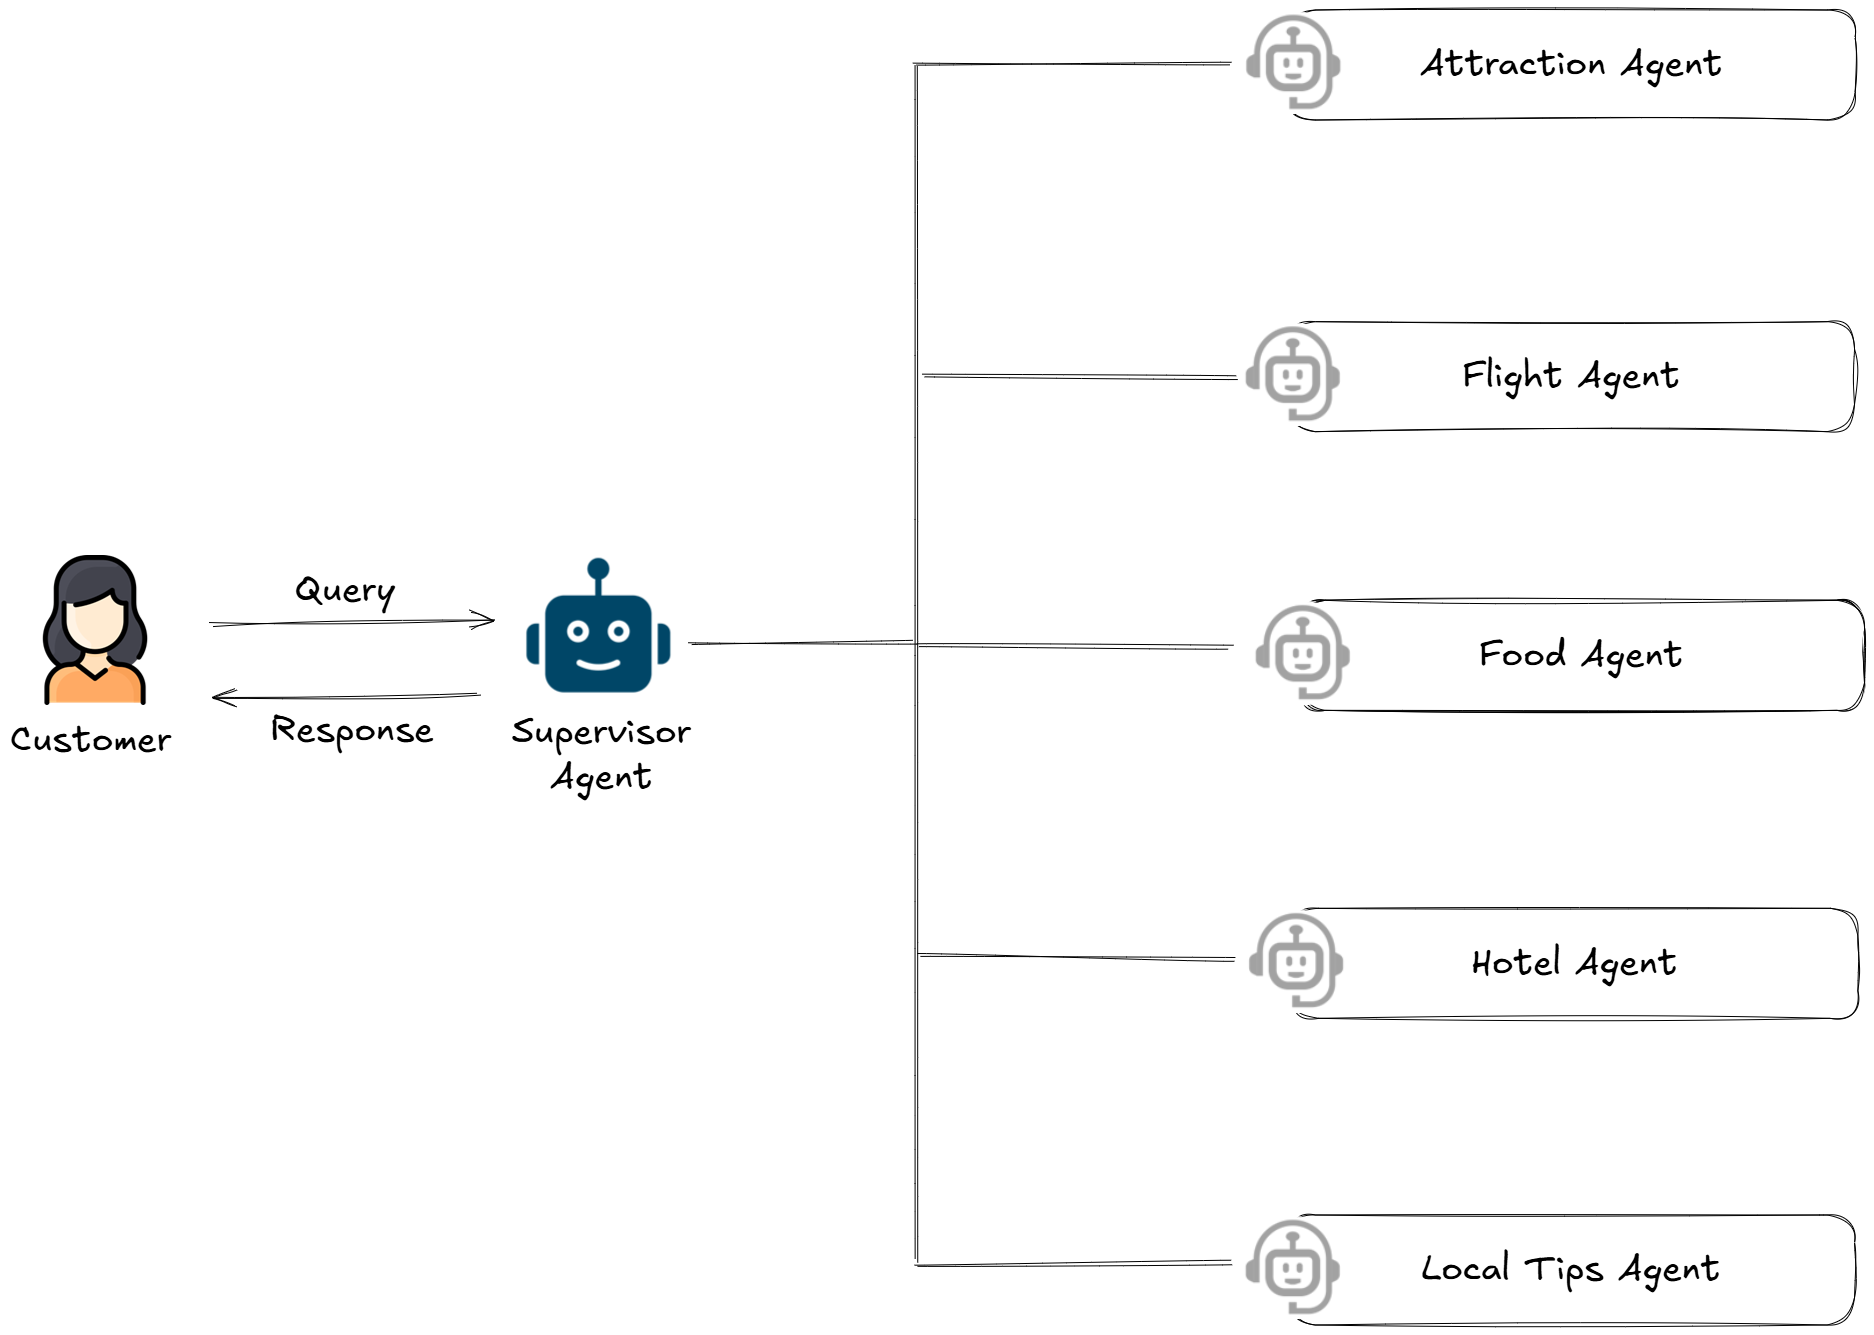 Attraction Agent
Flight Agent
Query
Food Agent
Customer
Response
Supervisor
Agent
Hotel Agent
Local Tips Agent